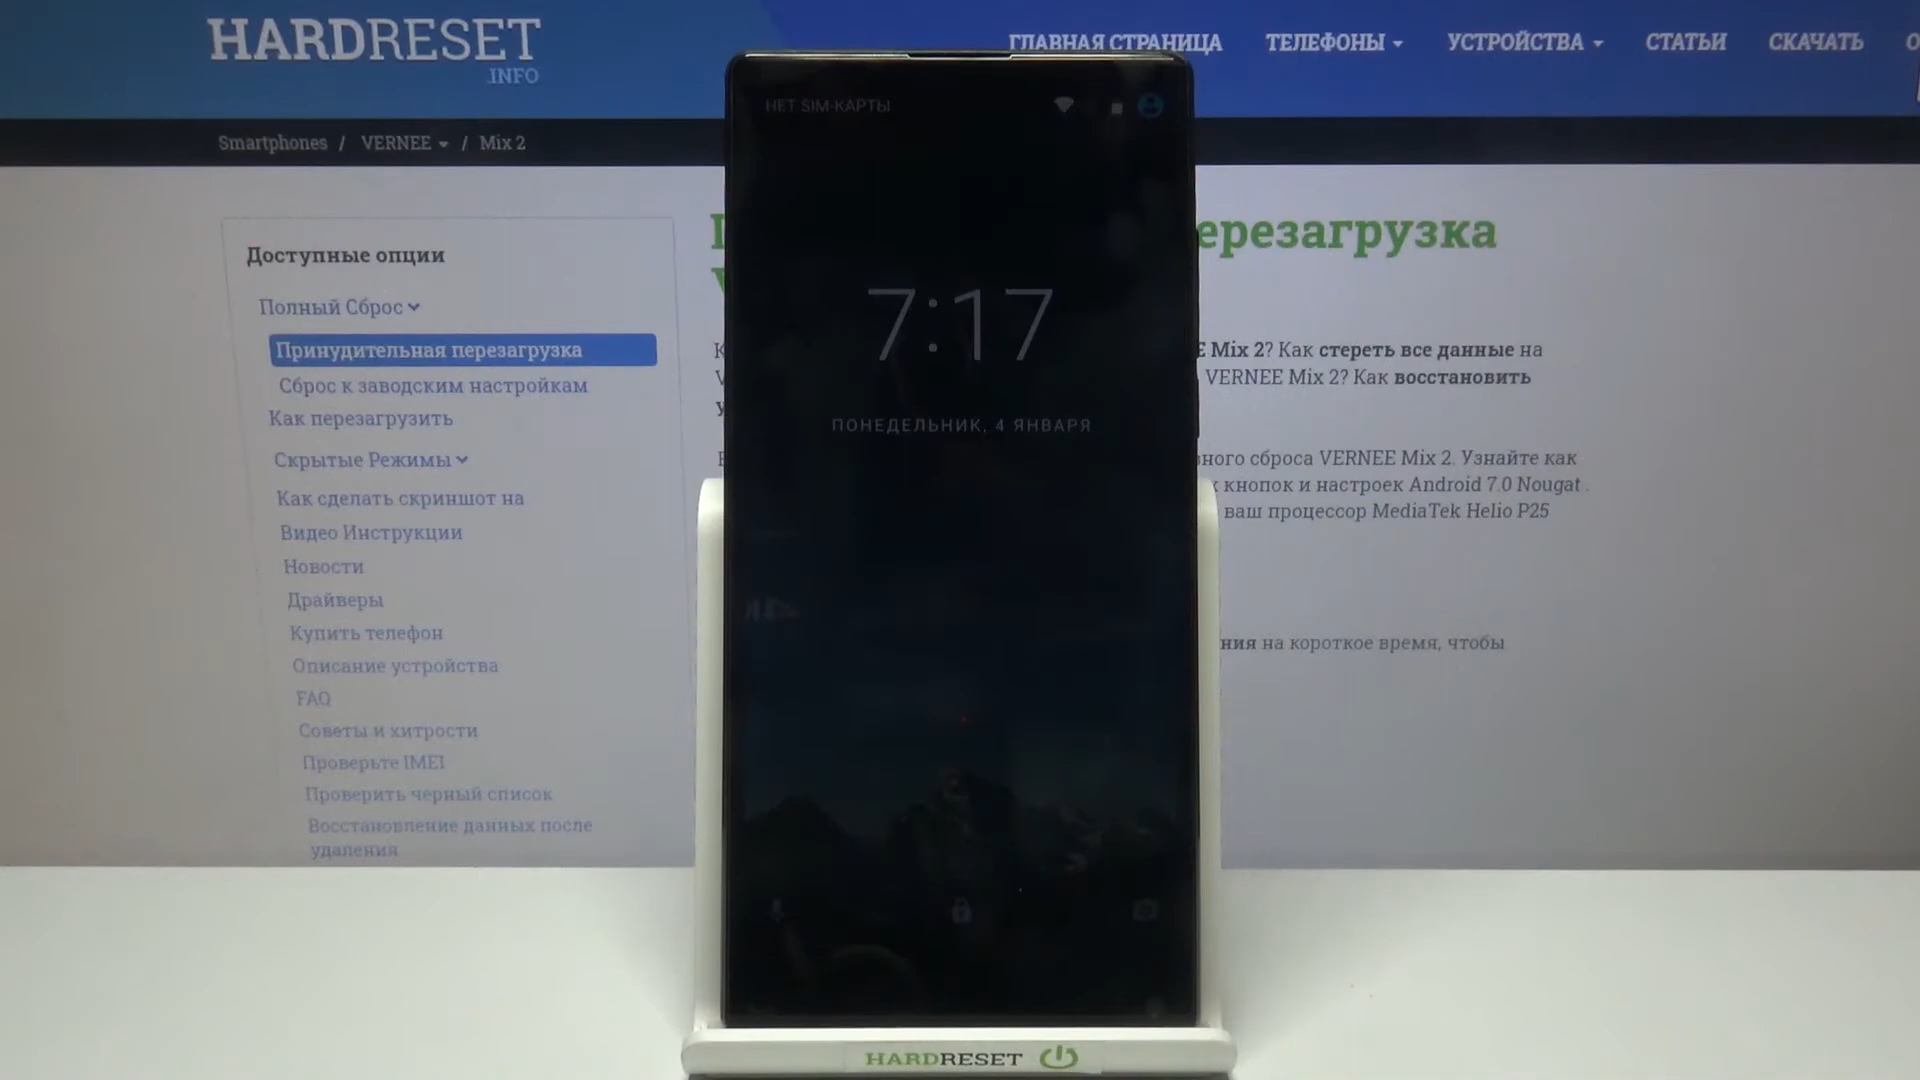 HARDRESET
.INFO
ГЛАВНАЯ СТРАНИЦА ТЕЛЕФОНЫ УСТРОЙСТВА СТАТЬИ СКАЧАТЬ
Smartphones / VERNEE / Mix 2
Доступные опции
Полный Сброс
Принудительная перезагрузка
Сброс к заводским настройкам
Как перезагрузить
Скрытые Режимы
Как сделать скриншот на
Видео Инструкции
Новости
Драйверы
Купить телефон
Описание устройства
FAQ
Советы и хитрости
Проверьте IMEI
Проверить черный список
Восстановление данных после
удаления
НЕТ SIM-КАРТЫ
7:17
ПОНЕДЕЛЬНИК, 4 ЯНВАРЯ
ерезагрузка
E Mix 2? Как стереть все данные на
VERNEE Mix 2? Как восстановить
ного сброса VERNEE Mix 2. Узнайте как
кнопок и настроек Android 7.0 Nougat .
ваш процессор MediaTek Helio P25
ния на короткое время, чтобы
HARDRESET